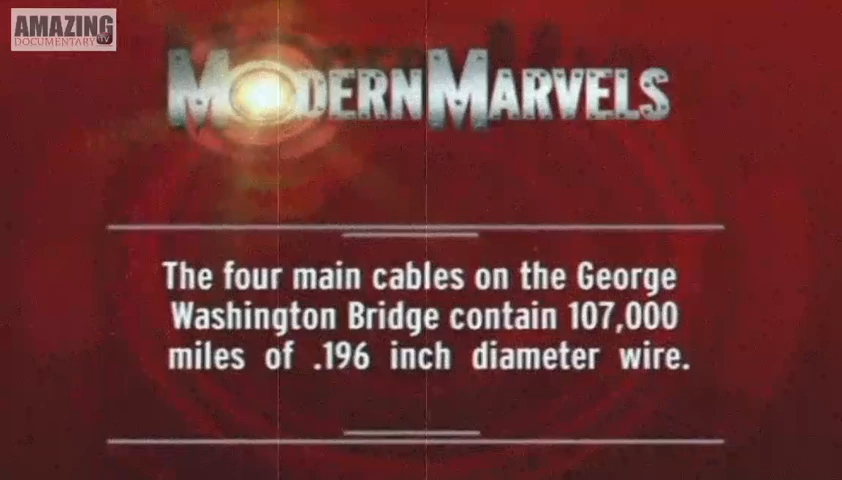 AMAZING
DOCUMENTARY TV
MODERN MARVELS
The four main cables on the George
Washington Bridge contain 107,000
miles of .196 inch diameter wire.